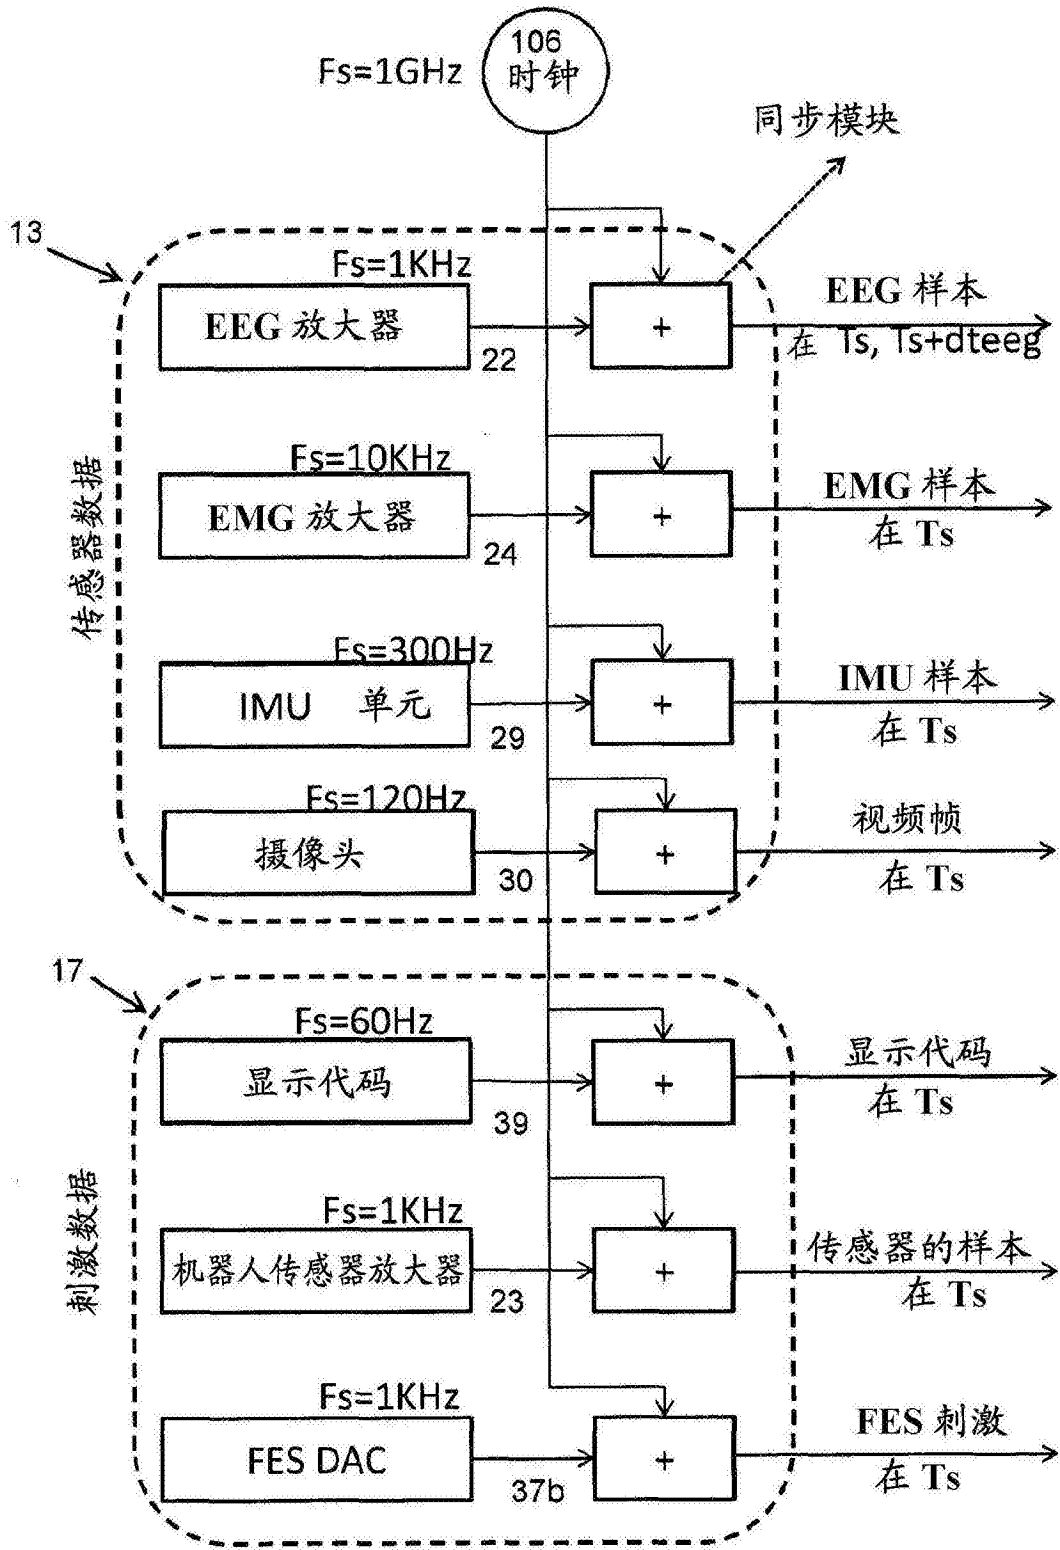 106
时钟
Fs=1GHz
同步模块
13
Fs=1KHz
EEG 放大器
22
+
EEG 样本
在 Ts, Ts+dteeg
传感器数据
Fs=10KHz
EMG 放大器
24
+
EMG 样本
在 Ts
Fs=300Hz
IMU 单元
29
+
IMU 样本
在 Ts
Fs=120Hz
摄像头
30
+
视频帧
在 Ts
17
Fs=60Hz
显示代码
39
+
显示代码
在 Ts
刺激数据
Fs=1KHz
机器人传感器放大器
23
+
传感器的样本
在 Ts
Fs=1KHz
FES DAC
37b
+
FES 刺激
在 Ts